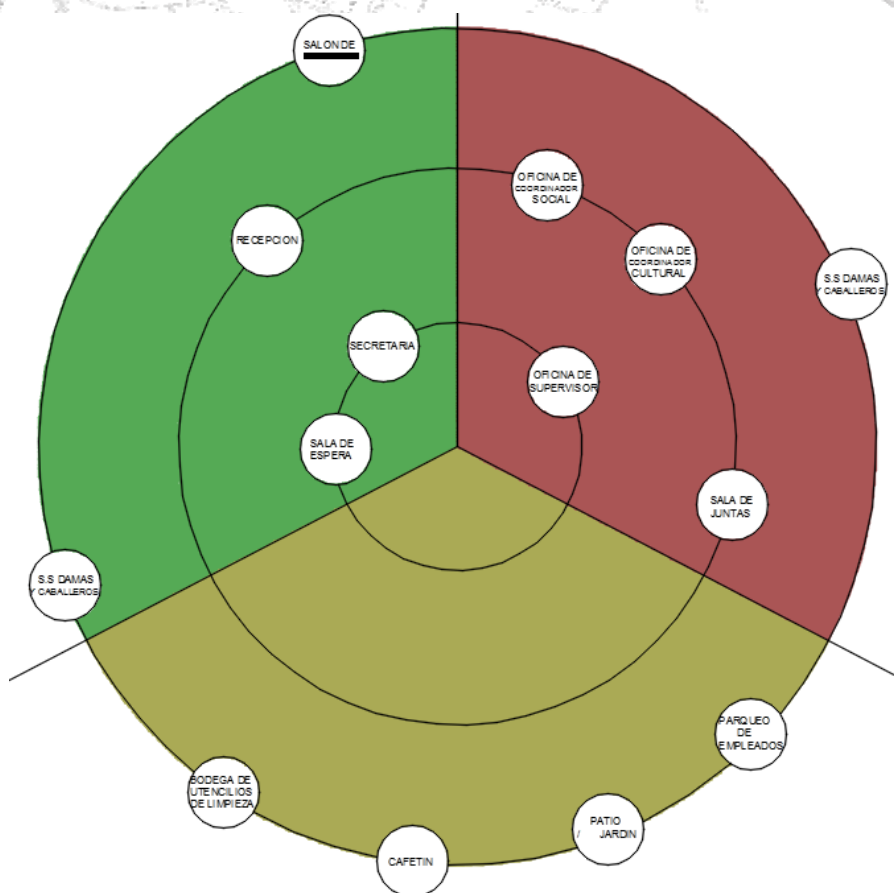 SALON DE
OFICINA DE
COORDINADOR
SOCIAL
RECEPCION
OFICINA DE
COORDINADOR
CULTURAL
S.S DAMAS
Y CABALLEROS
SECRETARIA
OFICINA DE
SUPERVISOR
SALA DE
ESPERA
SALA DE
JUNTAS
S.S DAMAS
Y CABALLEROS
PARQUEO
DE
EMPLEADOS
BODEGA DE
UTENCILIOS
DE LIMPIEZA
PATIO
/ JARDIN
CAFETIN